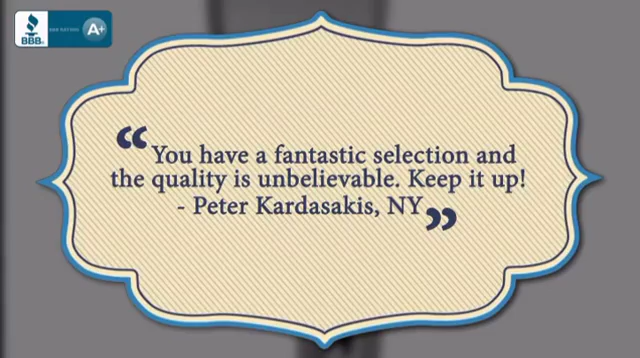 BBB.
A+
“You have a fantastic selection and
the quality is unbelievable. Keep it up!
- Peter Kardasakis, NY”